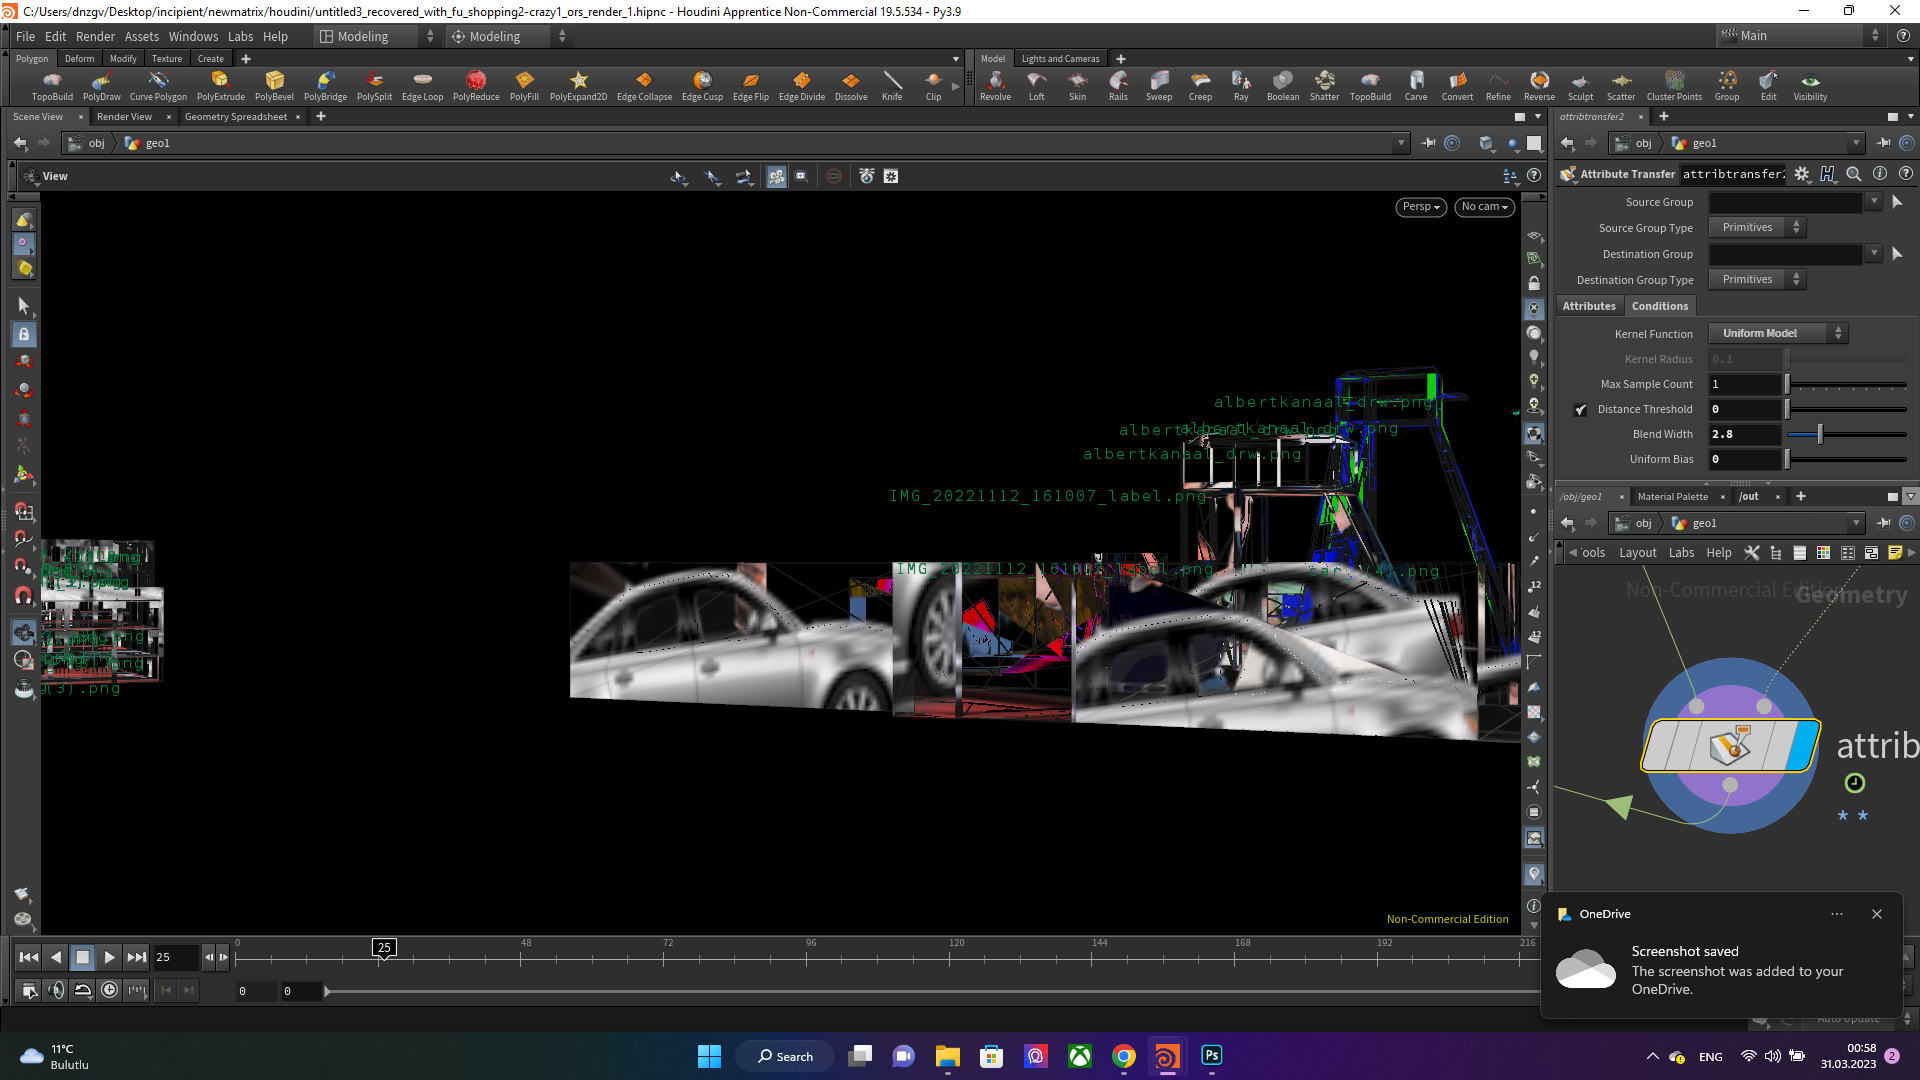 C:/Users/dnzgv/Desktop/incipient/newmatrix/houdini/untitled3_recovered_with_fu_shopping2-crazy1_ors_render_1.hipnc - Houdini Apprentice Non-Commercial 19.5.534 - Py3.9
File Edit Render Assets Windows Labs Help Modeling Modeling Main
Polygon Deform Modify Texture Create Model Lights and Cameras
TopoBuild PolyDraw Curve Polygon PolyExtrude PolyBevel PolyBridge PolySplit Edge Loop PolyReduce PolyFill PolyExpand2D Edge Collapse Edge Cusp Edge Flip Edge Divide Dissolve Knife Clip Revolve Loft Skin Rails Sweep Creep Ray Boolean Shatter TopoBuild Carve Convert Refine Reverse Sculpt Scatter Cluster Points Group Edit Visibility
Scene View Render View Geometry Spreadsheet attribtransfer2
obj geo1 obj geo1
View
Attribute Transfer attribtransfer2
Persp No cam
Source Group
Source Group Type Primitives
Destination Group
Destination Group Type Primitives
Attributes Conditions
Kernel Function Uniform Model
Kernel Radius 0.1
Max Sample Count 1
Distance Threshold 0
Blend Width 2.8
Uniform Bias 0
albertkanaal_drw.png
albertkanaal_drw.png
albertkanaal_drw.png
albertkanaal_drw.png
IMG_20221112_161007_label.png
IMG_20221112_161007_label.png
car (4).png
(3).png
/obj/geo1 Material Palette /out
obj geo1
ools Layout Labs Help
Non-Commercial Edition
Geometry
attrib
Non-Commercial Edition
OneDrive
Screenshot saved
The screenshot was added to your
OneDrive.
0 25 48 72 96 120 144 168 192 216
25
0 0
Auto Update
11°C
Bulutlu
Search
Ps
ENG
00:58
31.03.2023
2